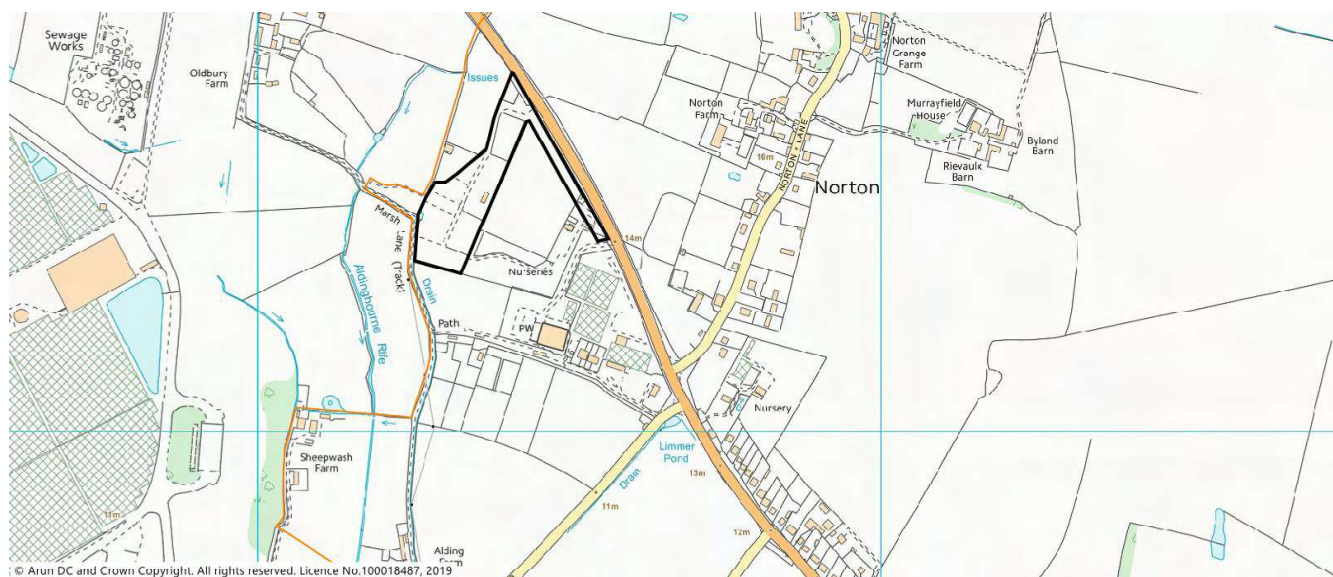 Sewage
Works
Oldbury
Farm
Issues
Norton
Grange
Farm
Norton
Farm
Murrayfield
House
Byland
Barn
Rievaulx
Barn
16m
NORTON LANE
Norton
Marsh
Lane (Track)
14m
Nurseries
Aldingbourne
Rife
Drain
Path
PW
Nursery
Sheepwash
Farm
Limmer
Pond
13m
Drain
11m
11m
12m
Alding
Farm
© Arun DC and Crown Copyright. All rights reserved. Licence No.100018487, 2019